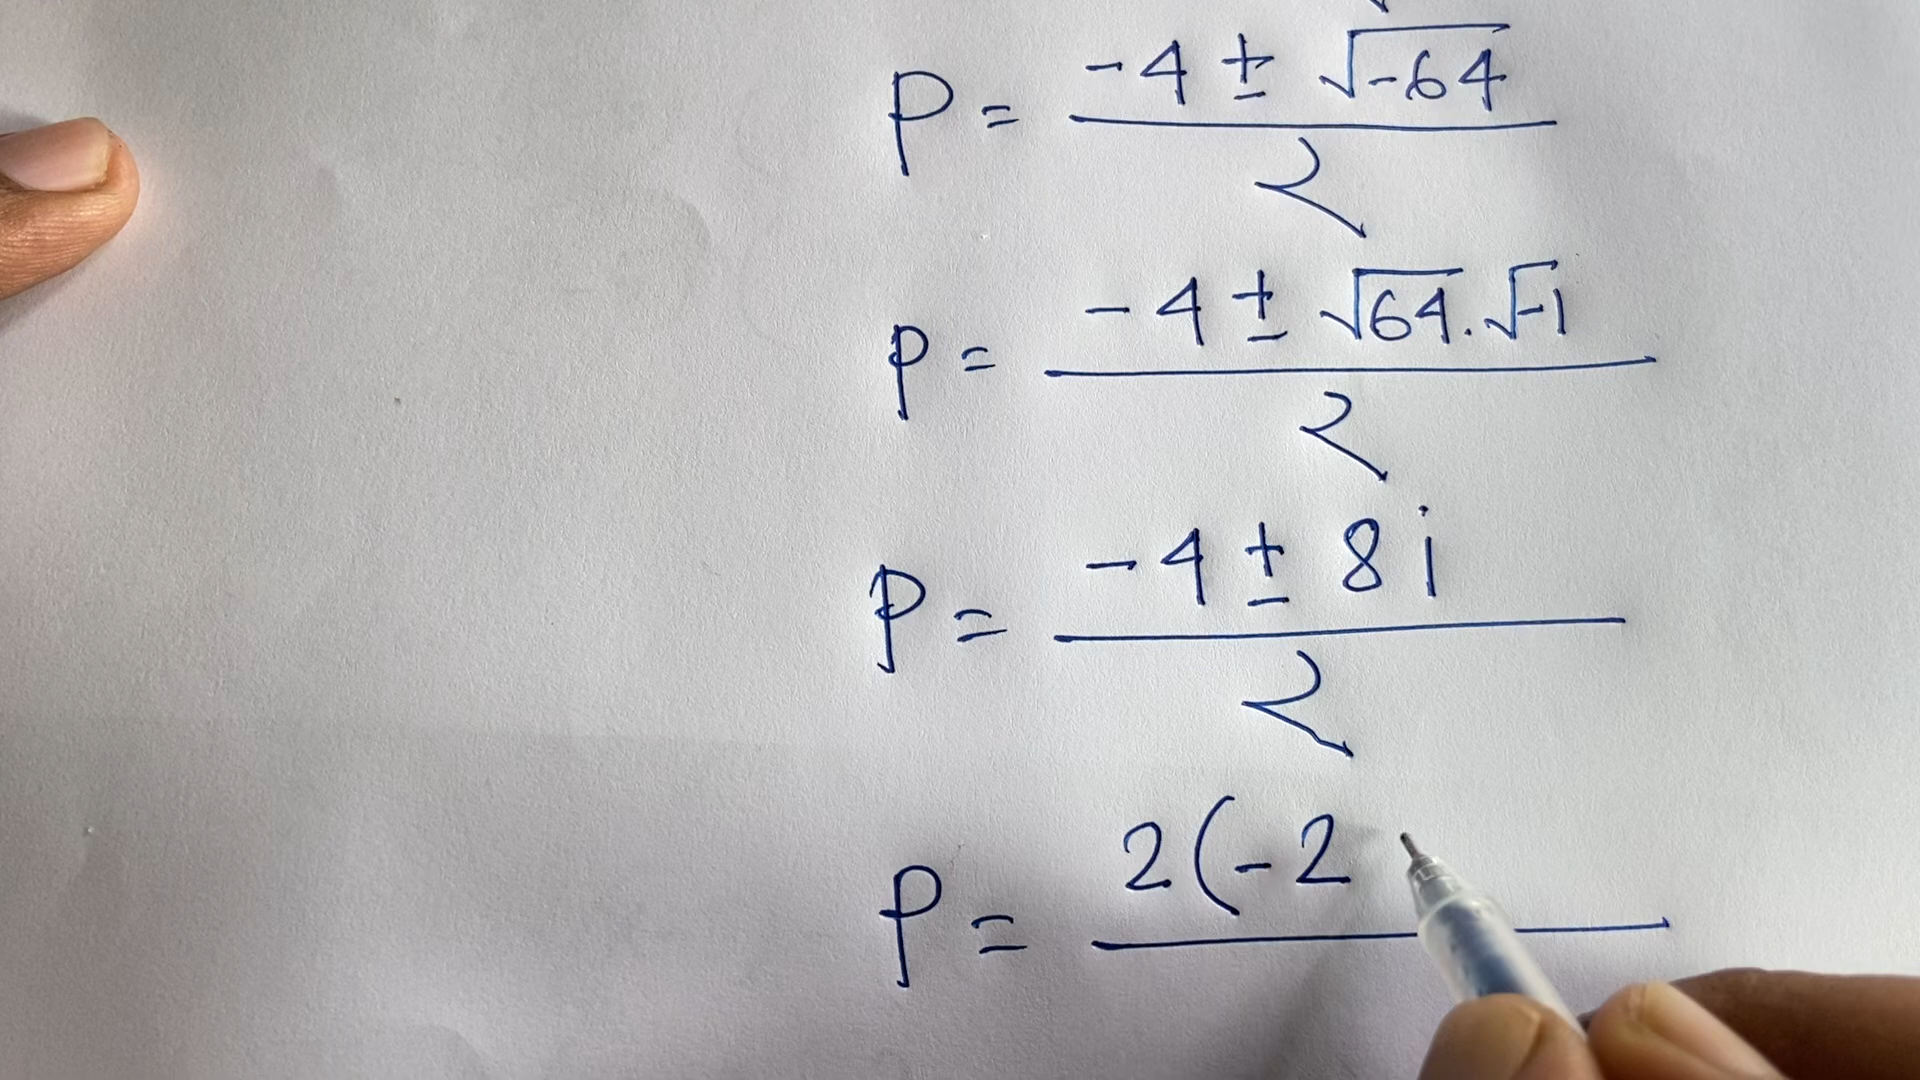 P = (-4 ± √-64) / 2
P = (-4 ± √64 . √-1) / 2
P = (-4 ± 8i) / 2
P = 2(-2